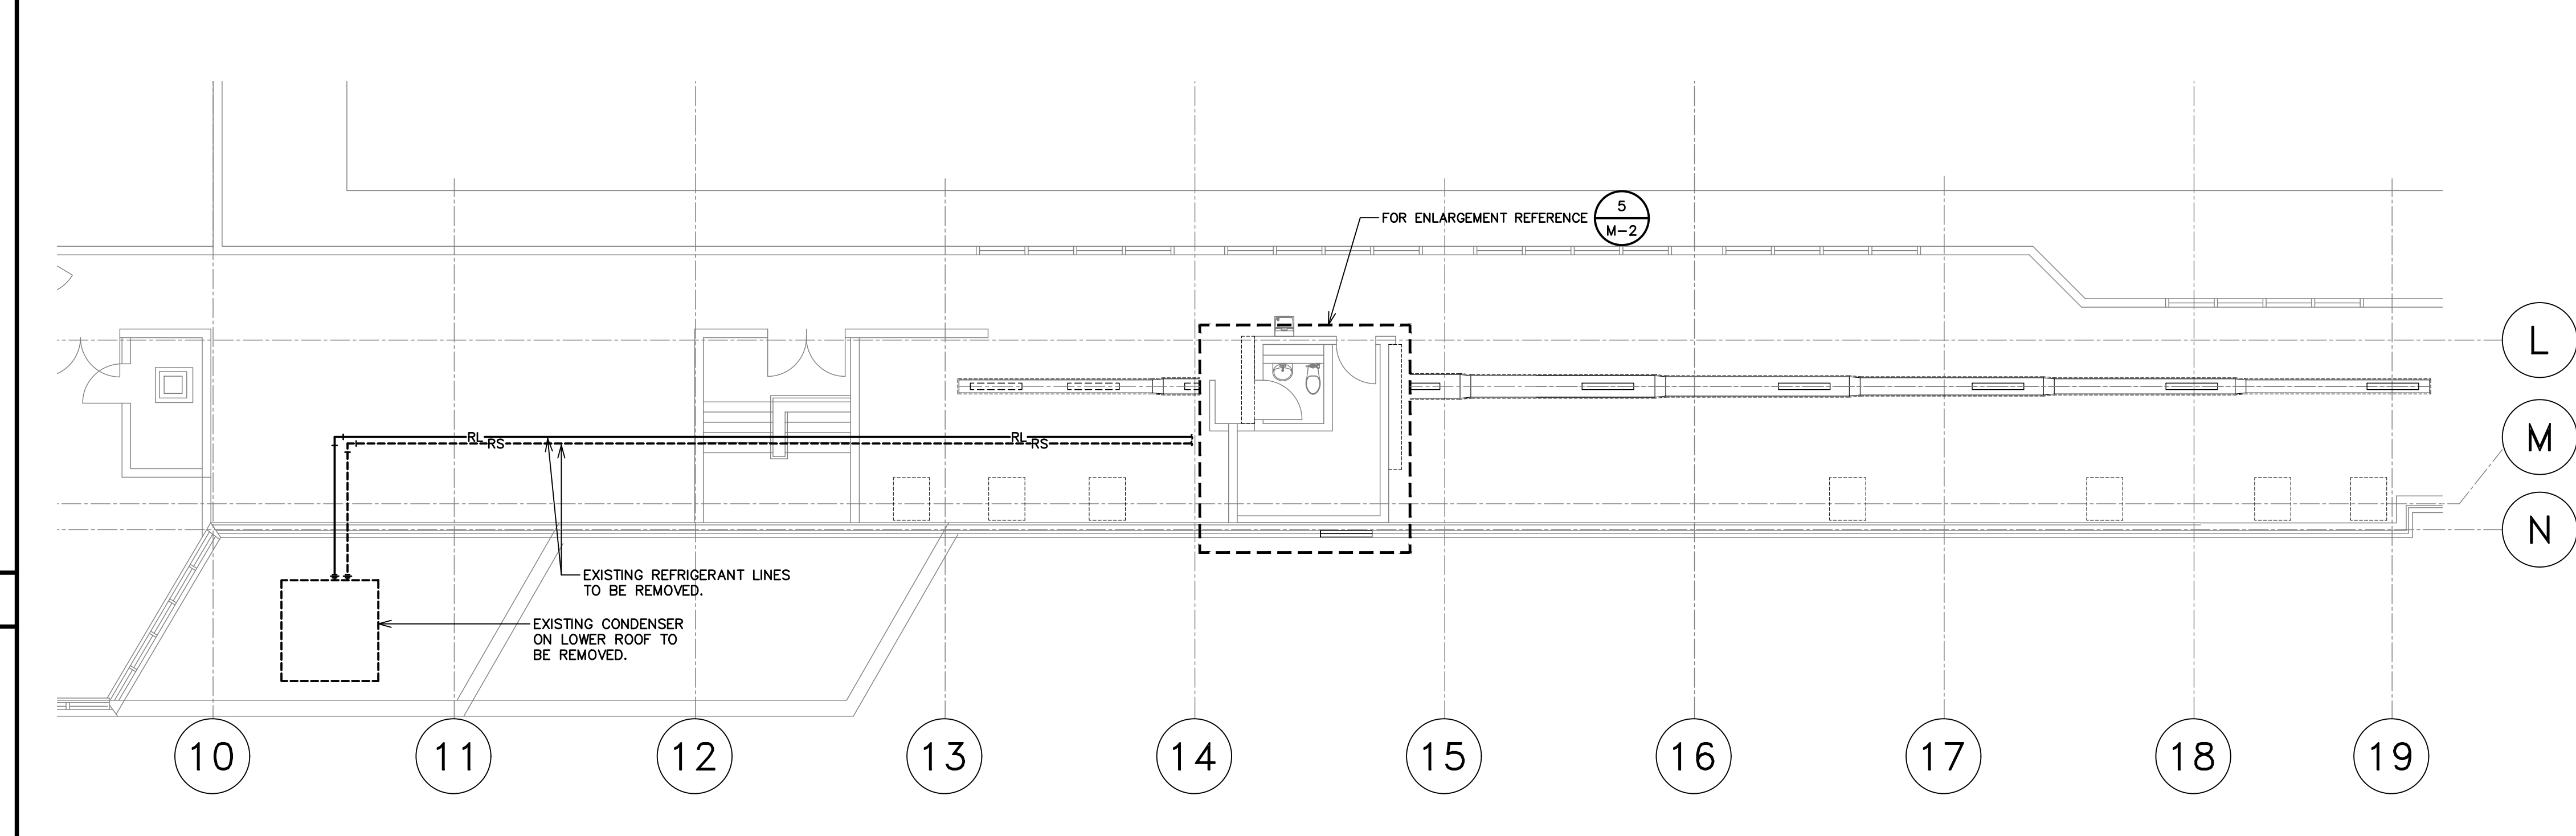 FOR ENLARGEMENT REFERENCE
5
M-2
L
RL
RS
RL
RS
M
N
EXISTING REFRIGERANT LINES
TO BE REMOVED.
EXISTING CONDENSER
ON LOWER ROOF TO
BE REMOVED.
10
11
12
13
14
15
16
17
18
19